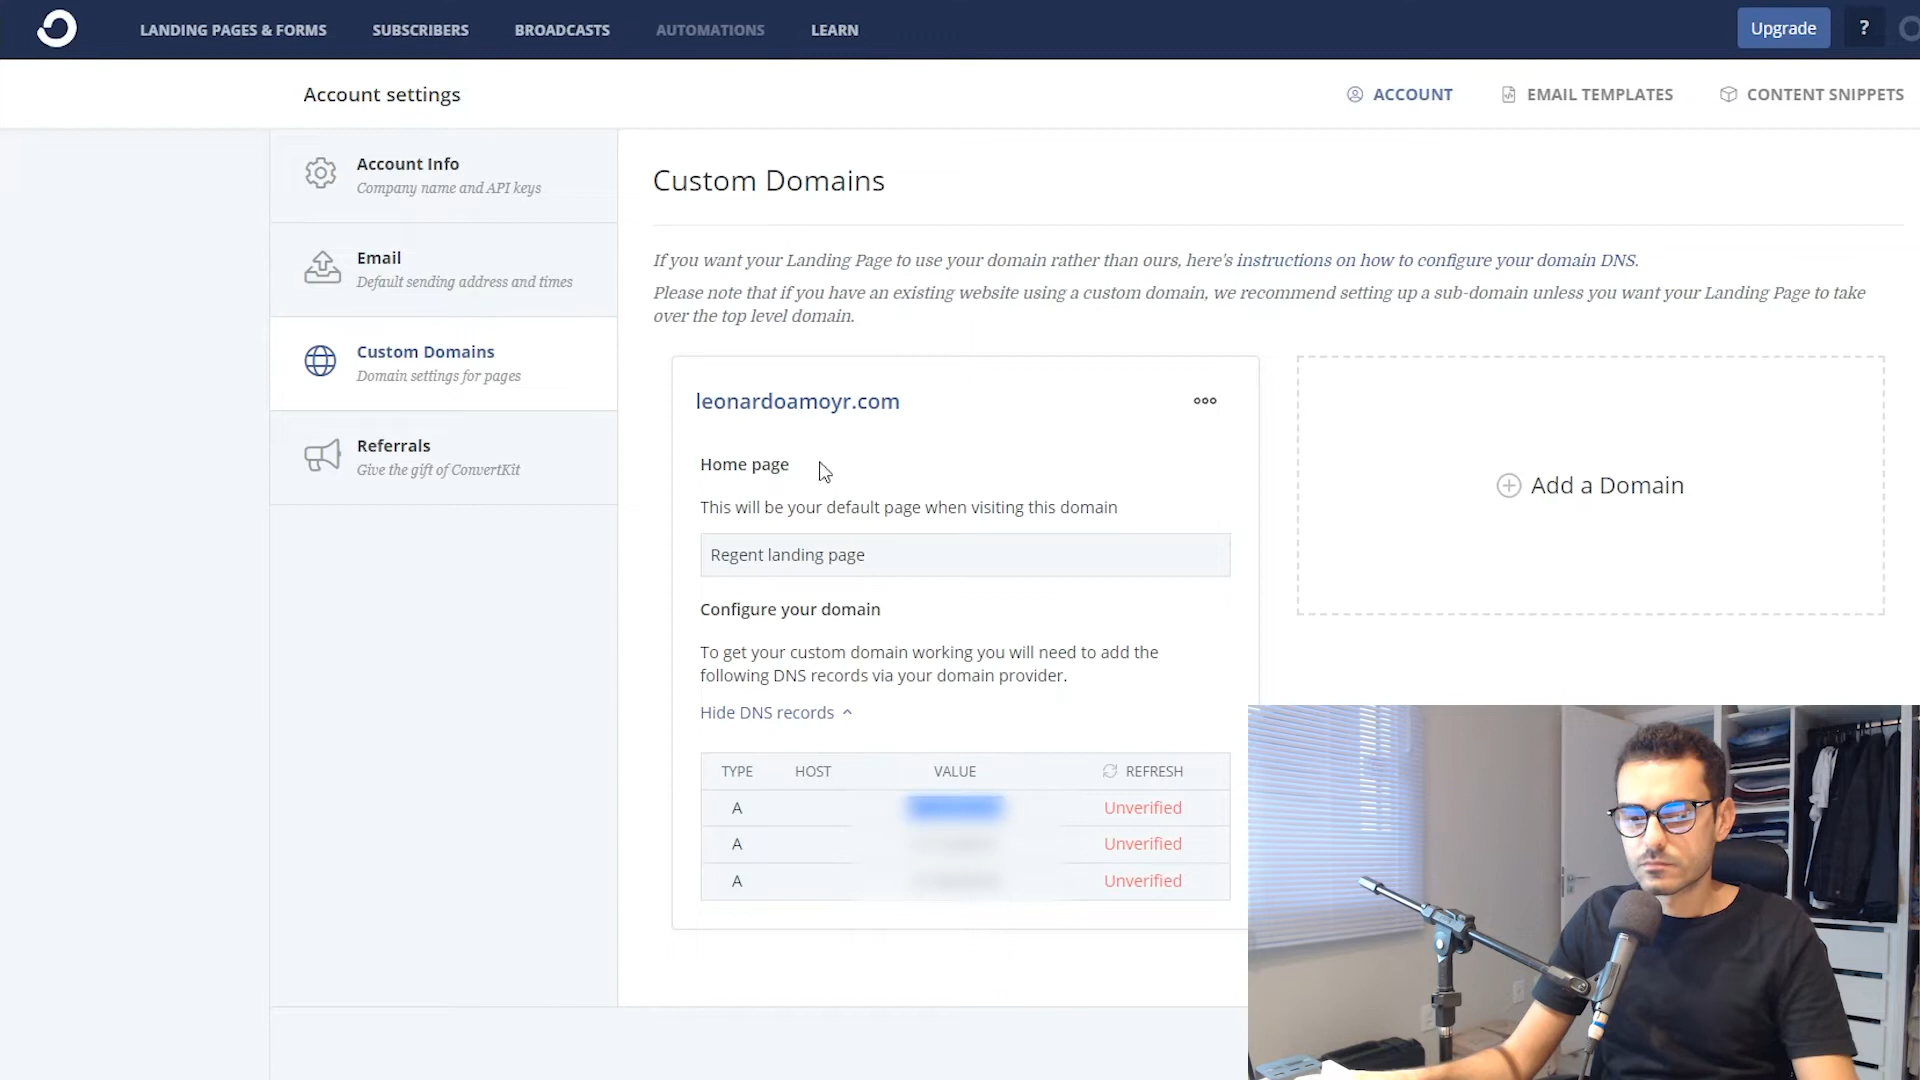 LANDING PAGES & FORMS
SUBSCRIBERS
BROADCASTS
AUTOMATIONS
LEARN
Upgrade
?
Account settings
ACCOUNT
EMAIL TEMPLATES
CONTENT SNIPPETS
Account Info
Company name and API keys
Email
Default sending address and times
Custom Domains
Domain settings for pages
Referrals
Give the gift of ConvertKit
Custom Domains
If you want your Landing Page to use your domain rather than ours, here's instructions on how to configure your domain DNS.
Please note that if you have an existing website using a custom domain, we recommend setting up a sub-domain unless you want your Landing Page to take
over the top level domain.
leonardoamoyr.com
Home page
This will be your default page when visiting this domain
Regent landing page
Configure your domain
To get your custom domain working you will need to add the
following DNS records via your domain provider.
Hide DNS records
TYPE HOST VALUE REFRESH
A Unverified
A Unverified
A Unverified
Add a Domain